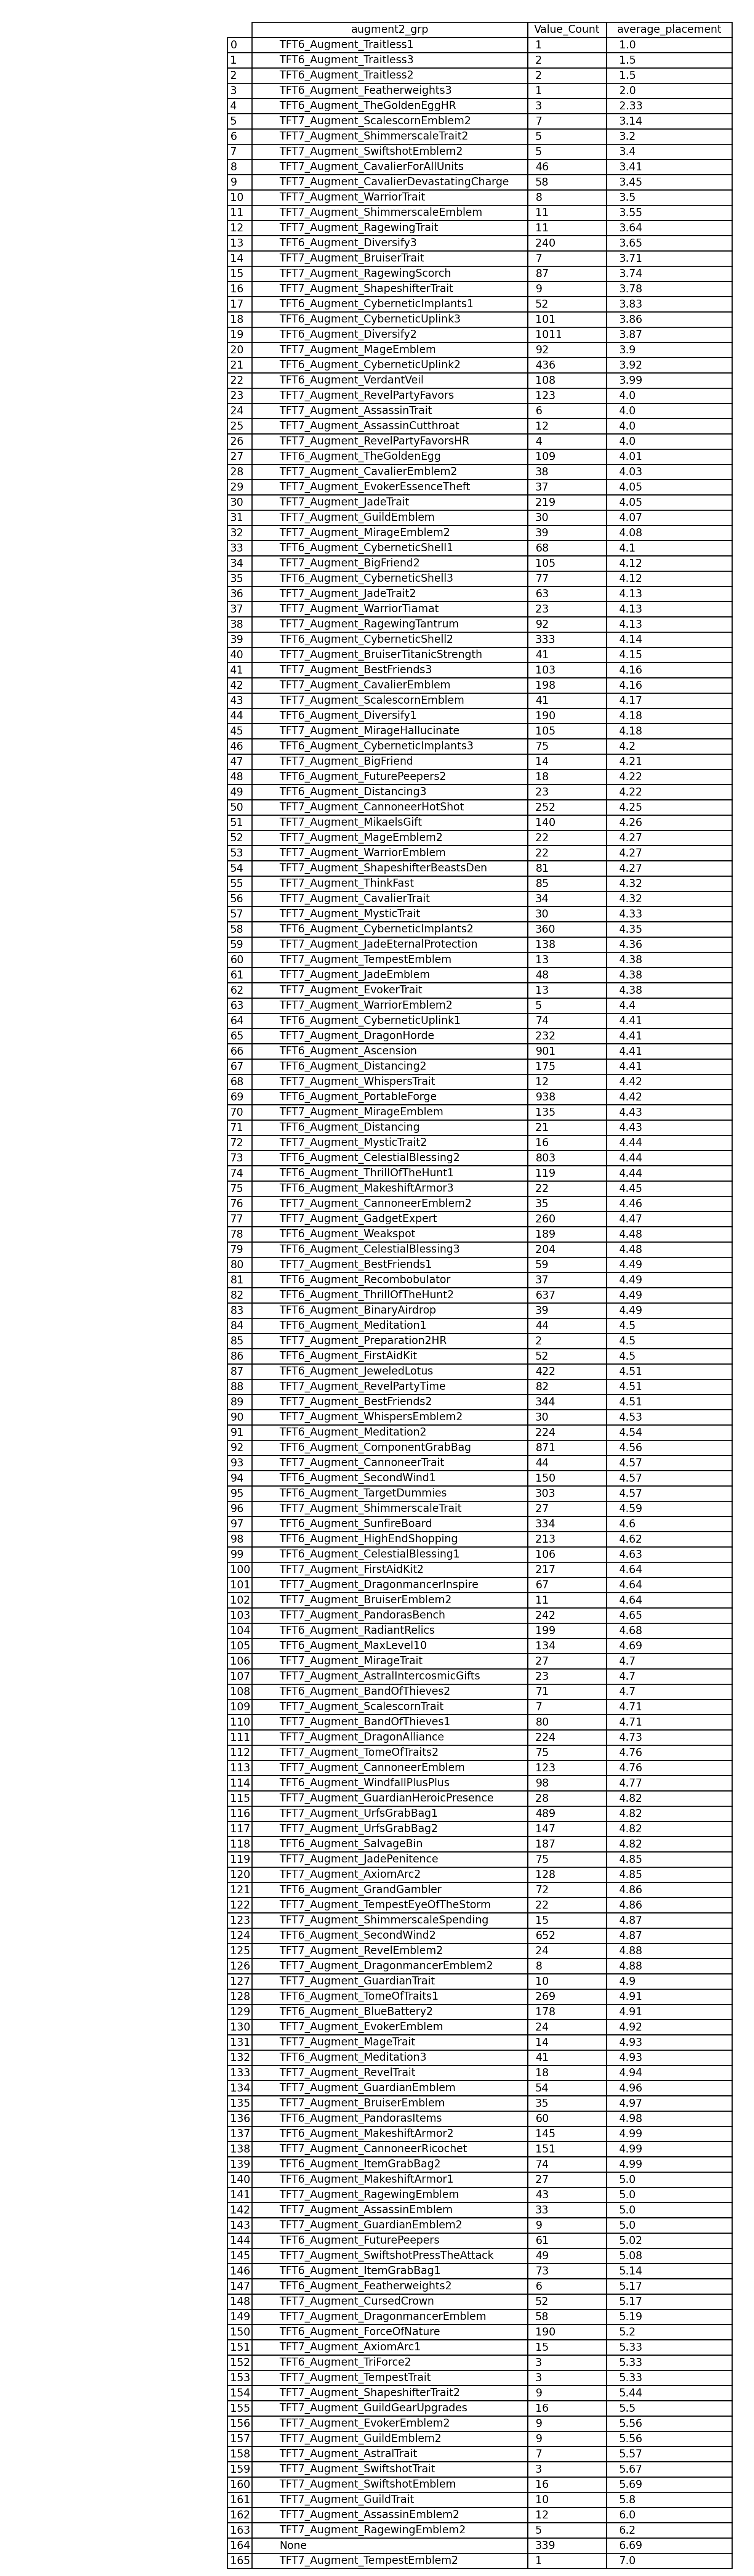 augment2_grp Value_Count average_placement
0 TFT6_Augment_Traitless1 1 1.0
1 TFT6_Augment_Traitless3 2 1.5
2 TFT6_Augment_Traitless2 2 1.5
3 TFT6_Augment_Featherweights3 1 2.0
4 TFT6_Augment_TheGoldenEggHR 3 2.33
5 TFT7_Augment_ScalescornEmblem2 7 3.14
6 TFT7_Augment_ShimmerscaleTrait2 5 3.2
7 TFT7_Augment_SwiftshotEmblem2 5 3.4
8 TFT7_Augment_CavalierForAllUnits 46 3.41
9 TFT7_Augment_CavalierDevastatingCharge 58 3.45
10 TFT7_Augment_WarriorTrait 8 3.5
11 TFT7_Augment_ShimmerscaleEmblem 11 3.55
12 TFT7_Augment_RagewingTrait 11 3.64
13 TFT6_Augment_Diversify3 240 3.65
14 TFT7_Augment_BruiserTrait 7 3.71
15 TFT7_Augment_RagewingScorch 87 3.74
16 TFT7_Augment_ShapeshifterTrait 9 3.78
17 TFT6_Augment_CyberneticImplants1 52 3.83
18 TFT6_Augment_CyberneticUplink3 101 3.86
19 TFT6_Augment_Diversify2 1011 3.87
20 TFT7_Augment_MageEmblem 92 3.9
21 TFT6_Augment_CyberneticUplink2 436 3.92
22 TFT6_Augment_VerdantVeil 108 3.99
23 TFT7_Augment_RevelPartyFavors 123 4.0
24 TFT7_Augment_AssassinTrait 6 4.0
25 TFT7_Augment_AssassinCutthroat 12 4.0
26 TFT7_Augment_RevelPartyFavorsHR 4 4.0
27 TFT6_Augment_TheGoldenEgg 109 4.01
28 TFT7_Augment_CavalierEmblem2 38 4.03
29 TFT7_Augment_EvokerEssenceTheft 37 4.05
30 TFT7_Augment_JadeTrait 219 4.05
31 TFT7_Augment_GuildEmblem 30 4.07
32 TFT7_Augment_MirageEmblem2 39 4.08
33 TFT6_Augment_CyberneticShell1 68 4.1
34 TFT7_Augment_BigFriend2 105 4.12
35 TFT6_Augment_CyberneticShell3 77 4.12
36 TFT7_Augment_JadeTrait2 63 4.13
37 TFT7_Augment_WarriorTiamat 23 4.13
38 TFT7_Augment_RagewingTantrum 92 4.13
39 TFT6_Augment_CyberneticShell2 333 4.14
40 TFT7_Augment_BruiserTitanicStrength 41 4.15
41 TFT7_Augment_BestFriends3 103 4.16
42 TFT7_Augment_CavalierEmblem 198 4.16
43 TFT7_Augment_ScalescornEmblem 41 4.17
44 TFT6_Augment_Diversify1 190 4.18
45 TFT7_Augment_MirageHallucinate 105 4.18
46 TFT6_Augment_CyberneticImplants3 75 4.2
47 TFT7_Augment_BigFriend 14 4.21
48 TFT6_Augment_FuturePeepers2 18 4.22
49 TFT6_Augment_Distancing3 23 4.22
50 TFT7_Augment_CannoneerHotShot 252 4.25
51 TFT7_Augment_MikaelsGift 140 4.26
52 TFT7_Augment_MageEmblem2 22 4.27
53 TFT7_Augment_WarriorEmblem 22 4.27
54 TFT7_Augment_ShapeshifterBeastsDen 81 4.27
55 TFT7_Augment_ThinkFast 85 4.32
56 TFT7_Augment_CavalierTrait 34 4.32
57 TFT7_Augment_MysticTrait 30 4.33
58 TFT6_Augment_CyberneticImplants2 360 4.35
59 TFT7_Augment_JadeEternalProtection 138 4.36
60 TFT7_Augment_TempestEmblem 13 4.38
61 TFT7_Augment_JadeEmblem 48 4.38
62 TFT7_Augment_EvokerTrait 13 4.38
63 TFT7_Augment_WarriorEmblem2 5 4.4
64 TFT6_Augment_CyberneticUplink1 74 4.41
65 TFT7_Augment_DragonHorde 232 4.41
66 TFT6_Augment_Ascension 901 4.41
67 TFT6_Augment_Distancing2 175 4.41
68 TFT7_Augment_WhispersTrait 12 4.42
69 TFT6_Augment_PortableForge 938 4.42
70 TFT7_Augment_MirageEmblem 135 4.43
71 TFT6_Augment_Distancing 21 4.43
72 TFT7_Augment_MysticTrait2 16 4.44
73 TFT6_Augment_CelestialBlessing2 803 4.44
74 TFT6_Augment_ThrillOfTheHunt1 119 4.44
75 TFT6_Augment_MakeshiftArmor3 22 4.45
76 TFT7_Augment_CannoneerEmblem2 35 4.46
77 TFT7_Augment_GadgetExpert 260 4.47
78 TFT6_Augment_Weakspot 189 4.48
79 TFT6_Augment_CelestialBlessing3 204 4.48
80 TFT7_Augment_BestFriends1 59 4.49
81 TFT6_Augment_Recombobulator 37 4.49
82 TFT6_Augment_ThrillOfTheHunt2 637 4.49
83 TFT6_Augment_BinaryAirdrop 39 4.49
84 TFT6_Augment_Meditation1 44 4.5
85 TFT7_Augment_Preparation2HR 2 4.5
86 TFT6_Augment_FirstAidKit 52 4.5
87 TFT6_Augment_JeweledLotus 422 4.51
88 TFT7_Augment_RevelPartyTime 82 4.51
89 TFT7_Augment_BestFriends2 344 4.51
90 TFT7_Augment_WhispersEmblem2 30 4.53
91 TFT6_Augment_Meditation2 224 4.54
92 TFT6_Augment_ComponentGrabBag 871 4.56
93 TFT7_Augment_CannoneerTrait 44 4.57
94 TFT6_Augment_SecondWind1 150 4.57
95 TFT6_Augment_TargetDummies 303 4.57
96 TFT7_Augment_ShimmerscaleTrait 27 4.59
97 TFT6_Augment_SunfireBoard 334 4.6
98 TFT6_Augment_HighEndShopping 213 4.62
99 TFT6_Augment_CelestialBlessing1 106 4.63
100 TFT7_Augment_FirstAidKit2 217 4.64
101 TFT7_Augment_DragonmancerInspire 67 4.64
102 TFT7_Augment_BruiserEmblem2 11 4.64
103 TFT7_Augment_PandorasBench 242 4.65
104 TFT6_Augment_RadiantRelics 199 4.68
105 TFT6_Augment_MaxLevel10 134 4.69
106 TFT7_Augment_MirageTrait 27 4.7
107 TFT7_Augment_AstralIntercosmicGifts 23 4.7
108 TFT6_Augment_BandOfThieves2 71 4.7
109 TFT7_Augment_ScalescornTrait 7 4.71
110 TFT7_Augment_BandOfThieves1 80 4.71
111 TFT7_Augment_DragonAlliance 224 4.73
112 TFT7_Augment_TomeOfTraits2 75 4.76
113 TFT7_Augment_CannoneerEmblem 123 4.76
114 TFT6_Augment_WindfallPlusPlus 98 4.77
115 TFT7_Augment_GuardianHeroicPresence 28 4.82
116 TFT7_Augment_UrfsGrabBag1 489 4.82
117 TFT7_Augment_UrfsGrabBag2 147 4.82
118 TFT6_Augment_SalvageBin 187 4.82
119 TFT7_Augment_JadePenitence 75 4.85
120 TFT7_Augment_AxiomArc2 128 4.85
121 TFT6_Augment_GrandGambler 72 4.86
122 TFT7_Augment_TempestEyeOfTheStorm 22 4.86
123 TFT7_Augment_ShimmerscaleSpending 15 4.87
124 TFT6_Augment_SecondWind2 652 4.87
125 TFT7_Augment_RevelEmblem2 24 4.88
126 TFT7_Augment_DragonmancerEmblem2 8 4.88
127 TFT7_Augment_GuardianTrait 10 4.9
128 TFT6_Augment_TomeOfTraits1 269 4.91
129 TFT6_Augment_BlueBattery2 178 4.91
130 TFT7_Augment_EvokerEmblem 24 4.92
131 TFT7_Augment_MageTrait 14 4.93
132 TFT6_Augment_Meditation3 41 4.93
133 TFT7_Augment_RevelTrait 18 4.94
134 TFT7_Augment_GuardianEmblem 54 4.96
135 TFT7_Augment_BruiserEmblem 35 4.97
136 TFT6_Augment_PandorasItems 60 4.98
137 TFT6_Augment_MakeshiftArmor2 145 4.99
138 TFT7_Augment_CannoneerRicochet 151 4.99
139 TFT6_Augment_ItemGrabBag2 74 4.99
140 TFT6_Augment_MakeshiftArmor1 27 5.0
141 TFT7_Augment_RagewingEmblem 43 5.0
142 TFT7_Augment_AssassinEmblem 33 5.0
143 TFT7_Augment_GuardianEmblem2 9 5.0
144 TFT6_Augment_FuturePeepers 61 5.02
145 TFT7_Augment_SwiftshotPressTheAttack 49 5.08
146 TFT6_Augment_ItemGrabBag1 73 5.14
147 TFT6_Augment_Featherweights2 6 5.17
148 TFT7_Augment_CursedCrown 52 5.17
149 TFT7_Augment_DragonmancerEmblem 58 5.19
150 TFT6_Augment_ForceOfNature 190 5.2
151 TFT7_Augment_AxiomArc1 15 5.33
152 TFT6_Augment_TriForce2 3 5.33
153 TFT7_Augment_TempestTrait 3 5.33
154 TFT7_Augment_ShapeshifterTrait2 9 5.44
155 TFT7_Augment_GuildGearUpgrades 16 5.5
156 TFT7_Augment_EvokerEmblem2 9 5.56
157 TFT7_Augment_GuildEmblem2 9 5.56
158 TFT7_Augment_AstralTrait 7 5.57
159 TFT7_Augment_SwiftshotTrait 3 5.67
160 TFT7_Augment_SwiftshotEmblem 16 5.69
161 TFT7_Augment_GuildTrait 10 5.8
162 TFT7_Augment_AssassinEmblem2 12 6.0
163 TFT7_Augment_RagewingEmblem2 5 6.2
164 None 339 6.69
165 TFT7_Augment_TempestEmblem2 1 7.0